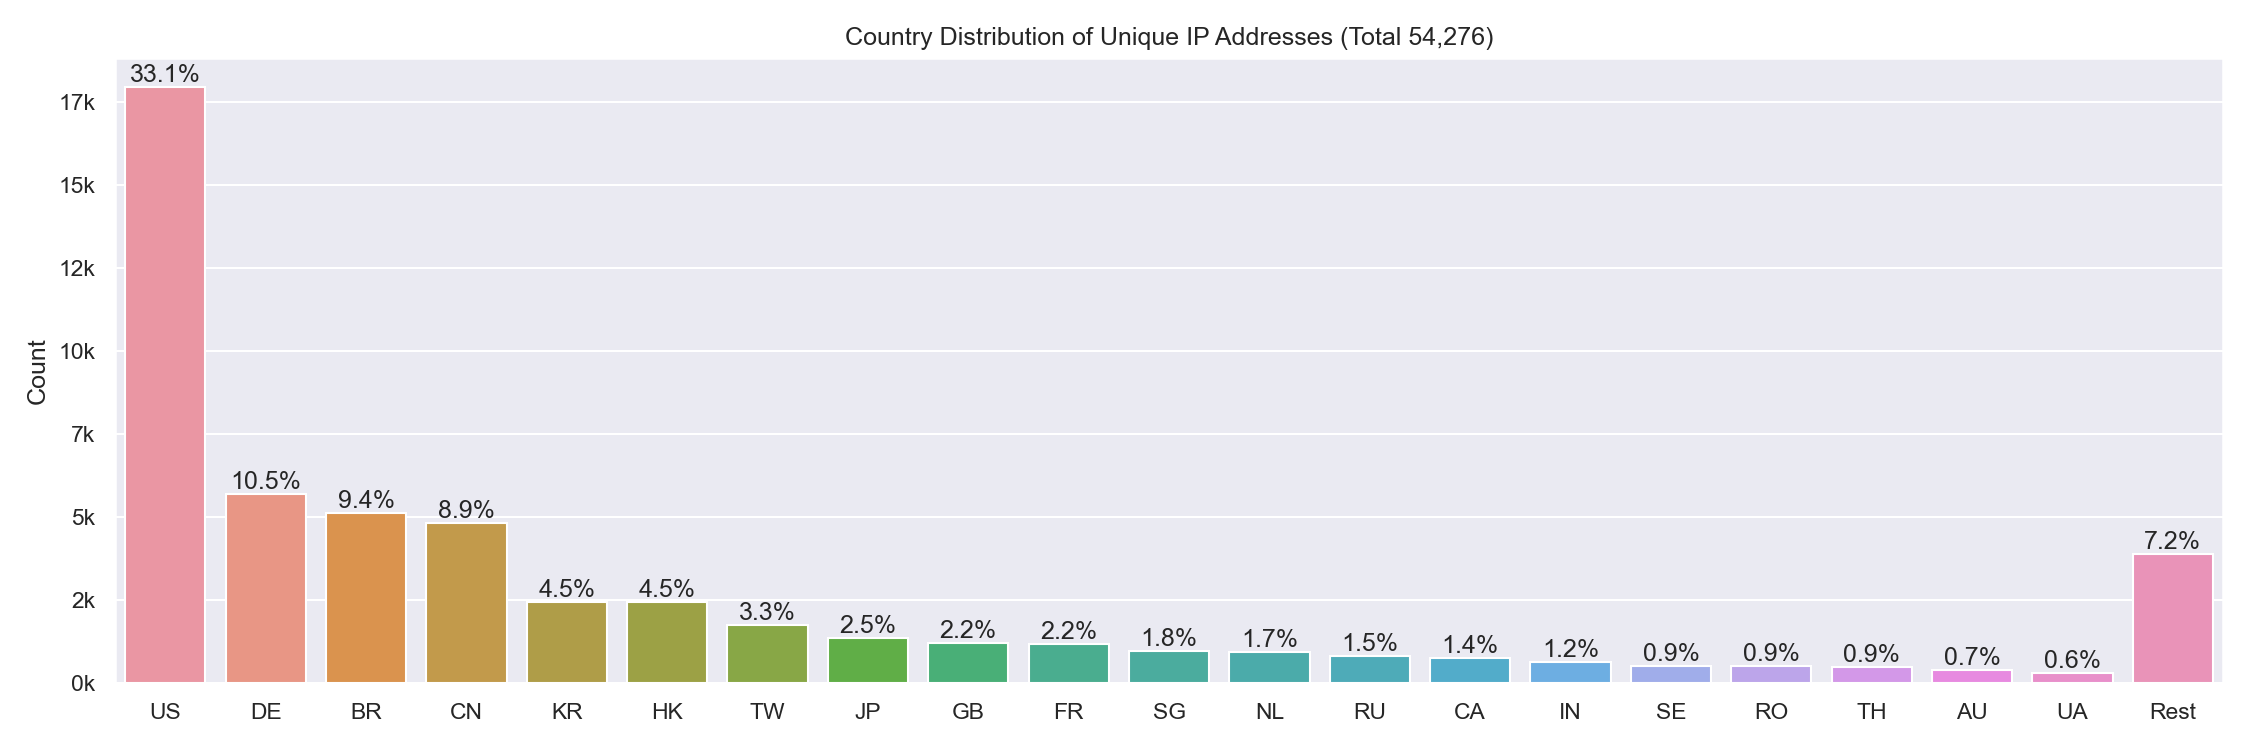 Country Distribution of Unique IP Addresses (Total 54,276)
Count
17k
15k
12k
10k
7k
5k
2k
0k
33.1%
10.5%
9.4%
8.9%
4.5%
4.5%
3.3%
2.5%
2.2%
2.2%
1.8%
1.7%
1.5%
1.4%
1.2%
0.9%
0.9%
0.9%
0.7%
0.6%
7.2%
US DE BR CN KR HK TW JP GB FR SG NL RU CA IN SE RO TH AU UA Rest